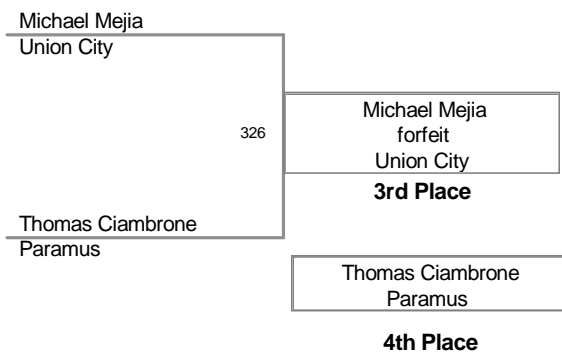 Michael Mejia
Union City
326
Michael Mejia
forfeit
Union City
3rd Place
Thomas Ciambrone
Paramus
Thomas Ciambrone
Paramus
4th Place